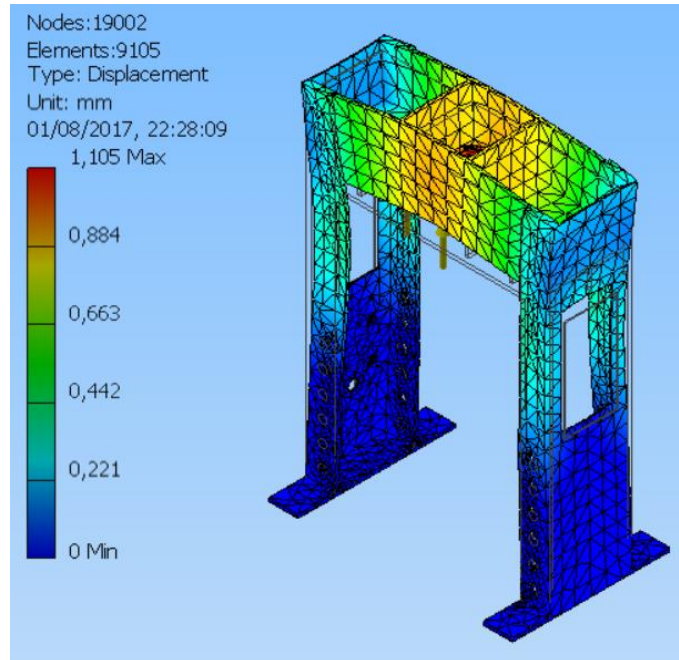 Nodes:19002
Elements:9105
Type: Displacement
Unit: mm
01/08/2017, 22:28:09
1,105 Max
0,884
0,663
0,442
0,221
0 Min